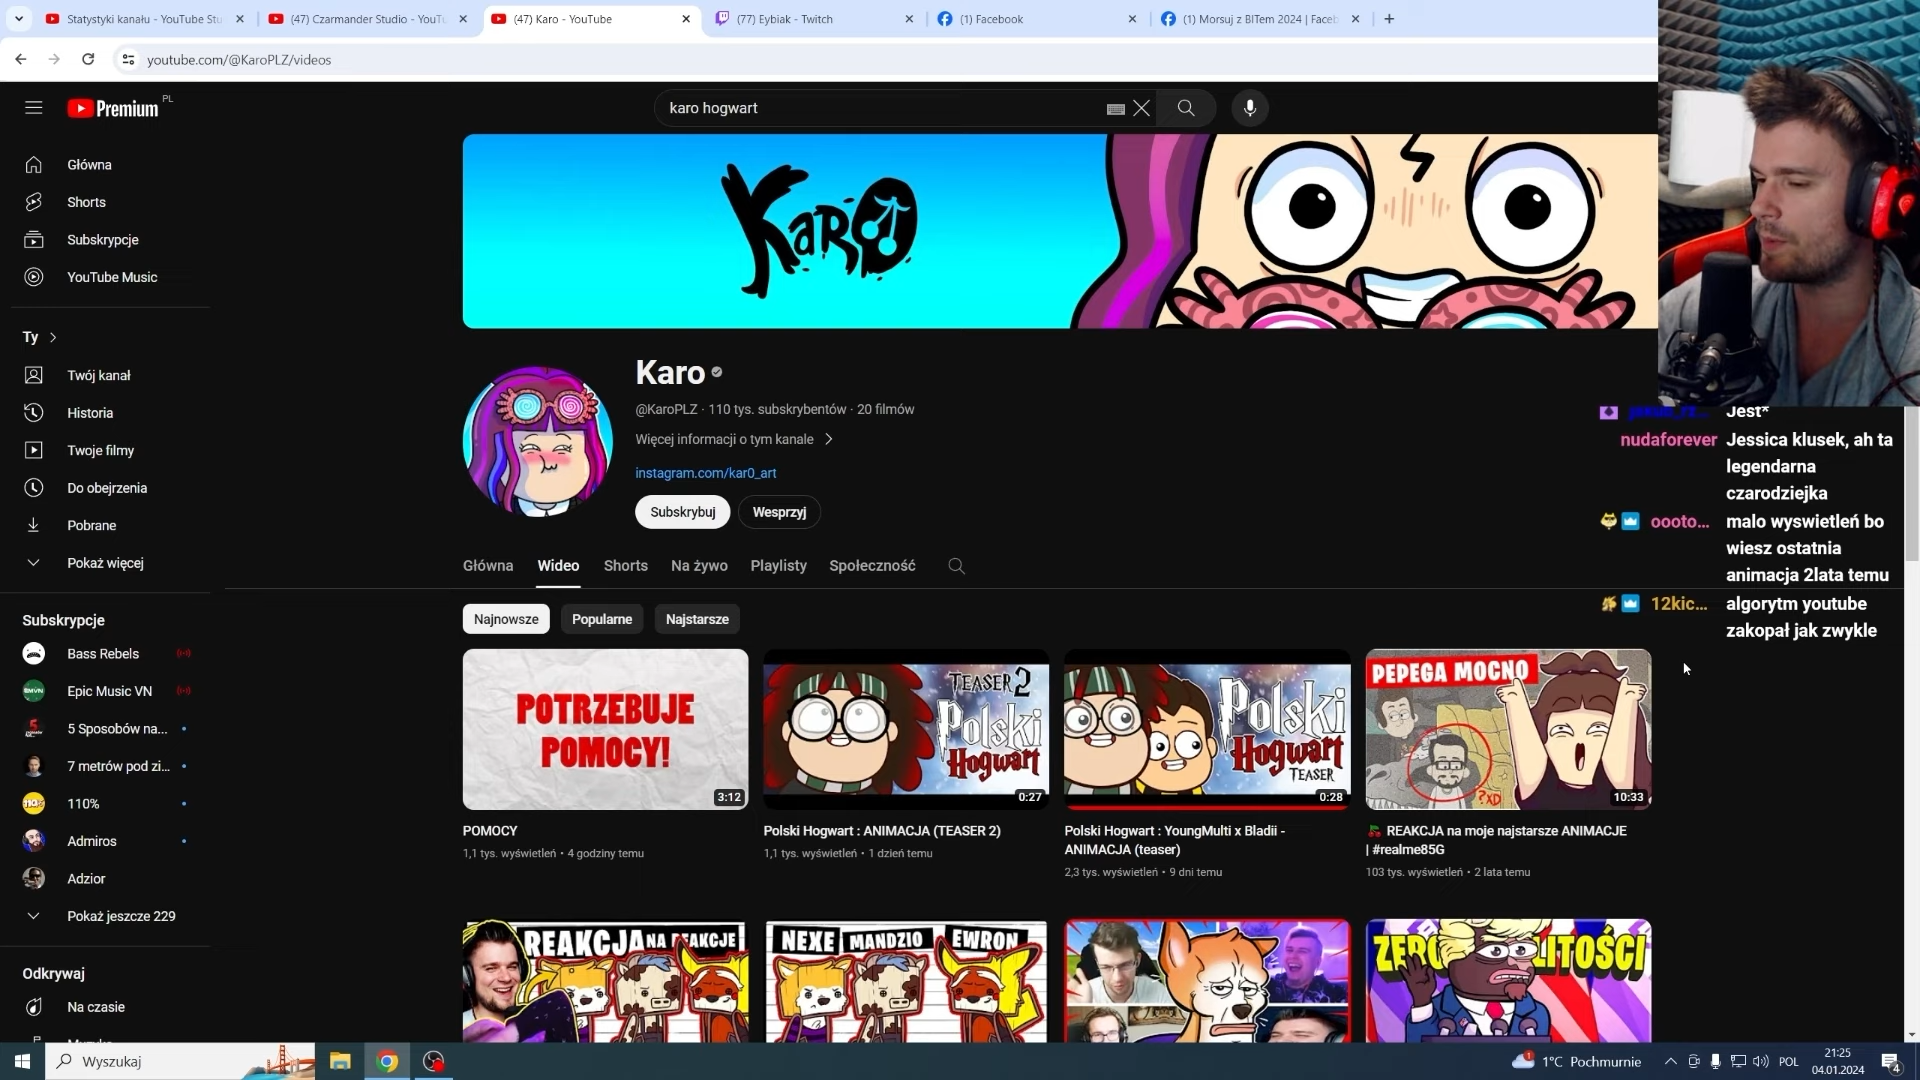 Statystyki kanału - YouTube Stu
(47) Czarmander Studio - YouTu
(47) Karo - YouTube
(77) Eybiak - Twitch
(1) Facebook
(1) Morsuj z BITem 2024 | Faceb
youtube.com/@KaroPLZ/videos
Premium PL
karo hogwart
Główna
Shorts
Subskrypcje
YouTube Music
Ty
Twój kanał
Historia
Twoje filmy
Do obejrzenia
Pobrane
Pokaż więcej
Subskrypcje
Bass Rebels
Epic Music VN
5 Sposobów na...
7 metrów pod zi...
110%
Admiros
Adzior
Pokaż jeszcze 229
Odkrywaj
Na czasie
KARO
Karo
@KaroPLZ · 110 tys. subskrybentów · 20 filmów
Więcej informacji o tym kanale
instagram.com/kar0_art
Subskrybuj
Wesprzyj
Główna
Wideo
Shorts
Na żywo
Playlisty
Społeczność
Najnowsze
Popularne
Najstarsze
POTRZEBUJE
POMOCY!
3:12
POMOCY
1,1 tys. wyświetleń • 4 godziny temu
TEASER 2
Polski
Hogwart
0:27
Polski Hogwart : ANIMACJA (TEASER 2)
1,1 tys. wyświetleń • 1 dzień temu
Polski
Hogwart
TEASER
0:28
Polski Hogwart : YoungMulti x Bladii -
ANIMACJA (teaser)
2,3 tys. wyświetleń • 9 dni temu
PEPEGA MOCNO
?XD
10:33
🍒 REAKCJA na moje najstarsze ANIMACJE
| #realme85G
103 tys. wyświetleń • 2 lata temu
REAKCJA NA REAKCJE
NEXE MANDZIO EWRON
Jest*
nudaforever Jessica klusek, ah ta
legendarna
czarodziejka
oooto... malo wyswietleń bo
wiesz ostatnia
animacja 2lata temu
12kic... algorytm youtube
zakopał jak zwykle
Wyszukaj
1°C Pochmurnie
POL
21:25
04.01.2024
4